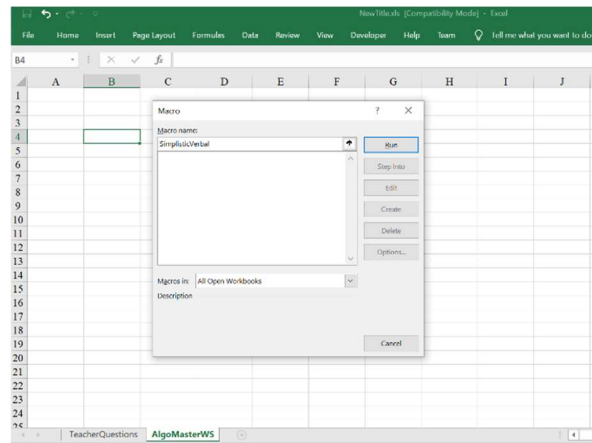 NewTitle.xls [Compatibility Mode] - Excel
File Home Insert Page Layout Formulas Data Review View Developer Help Team Tell me what you want to do
B4 fx
A B C D E F G H I J
1
2
3
4
5
6
7
8
9
10
11
12
13
14
15
16
17
18
19
20
21
22
23
24
25
Macro ?
Macro name:
SimplisticVerbal
Run
Step Into
Edit
Create
Delete
Options...
Macros in: All Open Workbooks
Description
Cancel
TeacherQuestions AlgoMasterWS